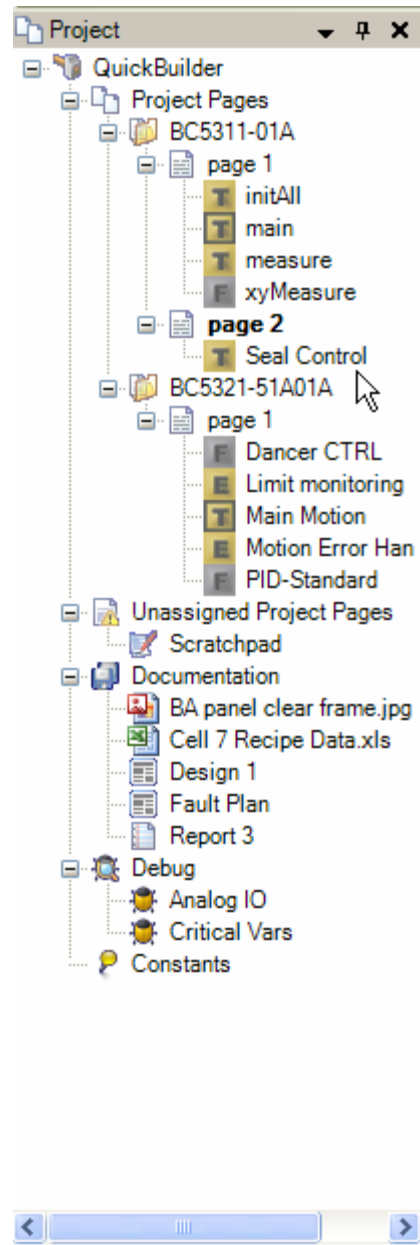 Project
QuickBuilder
Project Pages
BC5311-01A
page 1
T initAll
T main
T measure
F xyMeasure
page 2
T Seal Control
BC5321-51A01A
page 1
F Dancer CTRL
E Limit monitoring
T Main Motion
E Motion Error Han
F PID-Standard
Unassigned Project Pages
Scratchpad
Documentation
BA panel clear frame.jpg
Cell 7 Recipe Data.xls
Design 1
Fault Plan
Report 3
Debug
Analog IO
Critical Vars
Constants